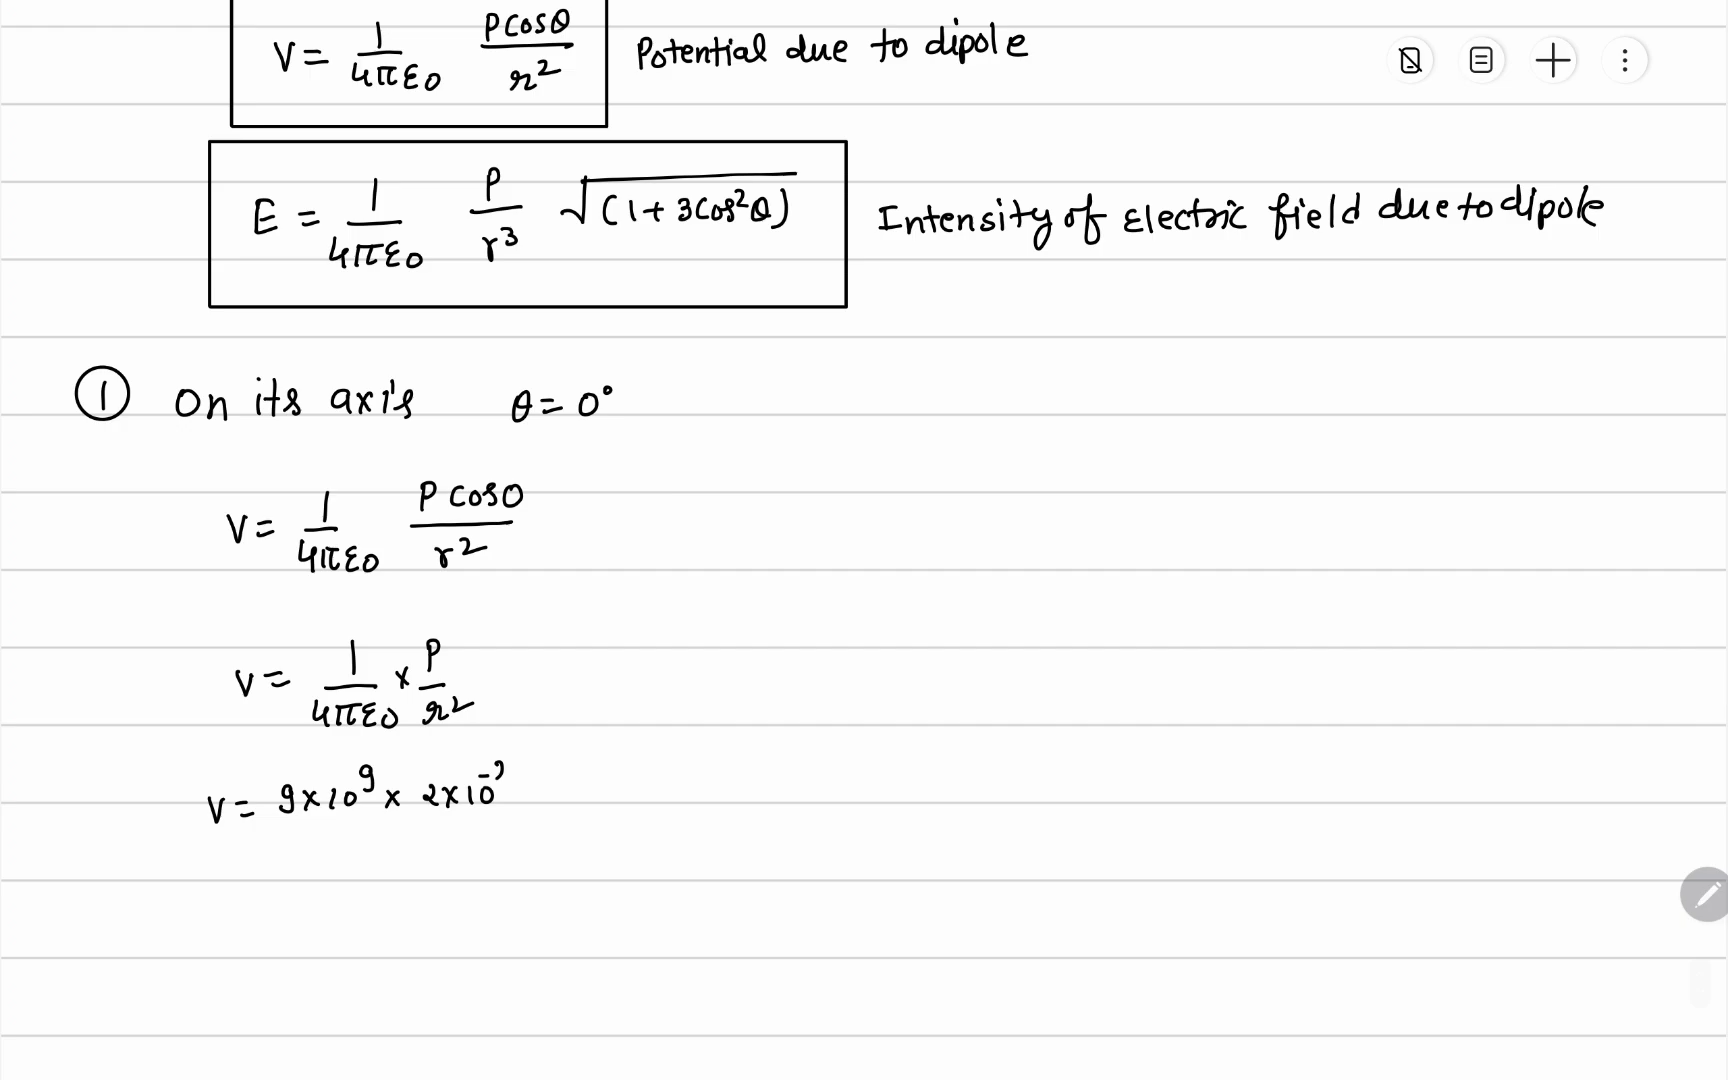 V = 1/4πε0 Pcosθ/r² Potential due to dipole
E = 1/4πε0 P/r³ √(1+3cos²θ) Intensity of Electric field due to dipole
① on its axis θ = 0°
V = 1/4πε0 P cos0/r²
V = 1/4πε0 × P/r²
V = 9×10⁹ × 2×10⁻⁹